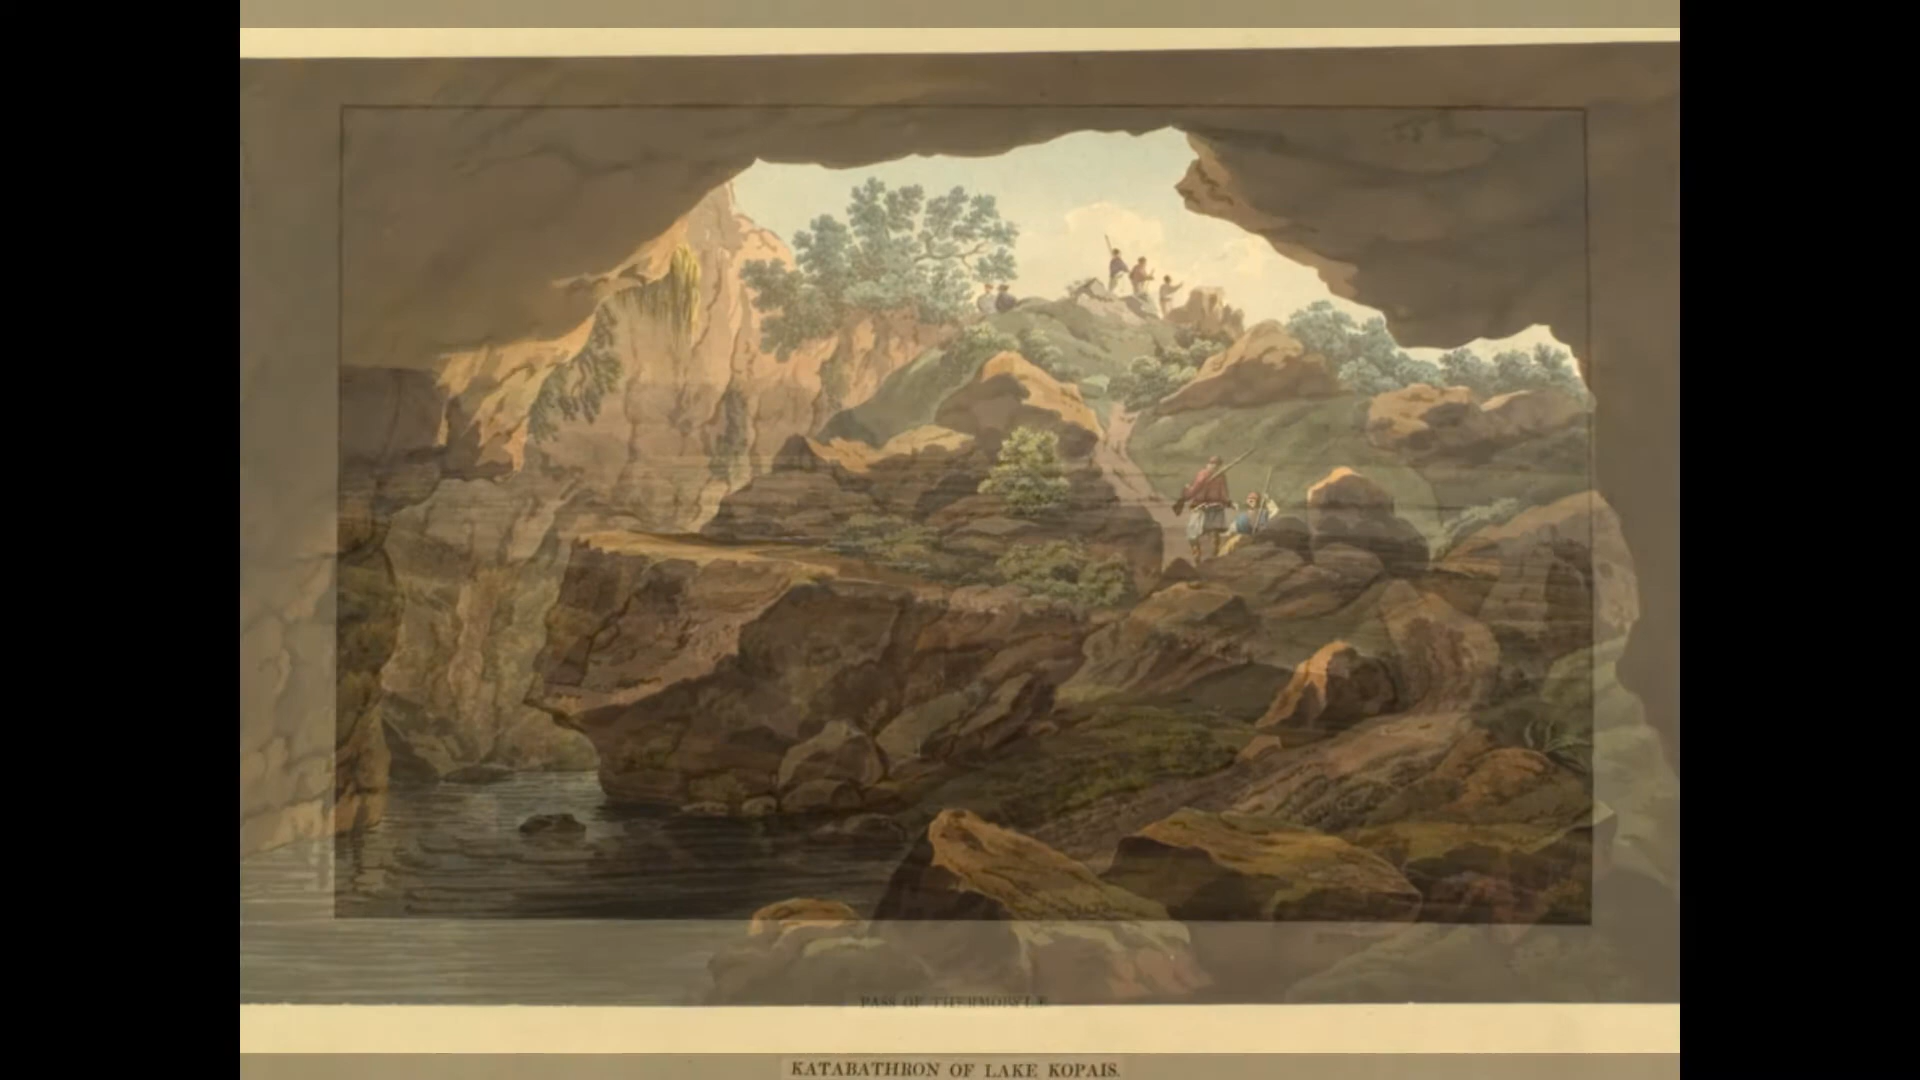 PASS OF THERMOPYLÆ
KATABATHRON OF LAKE KOPAIS.